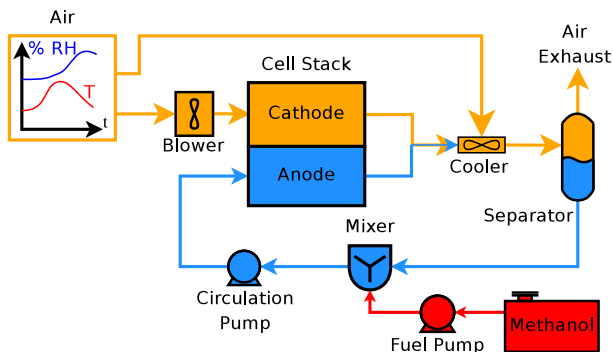 Air
% RH
T
t
Air
Exhaust
Cell Stack
Cathode
Blower
Cooler
Anode
Separator
Mixer
Circulation
Pump
Fuel Pump
Methanol